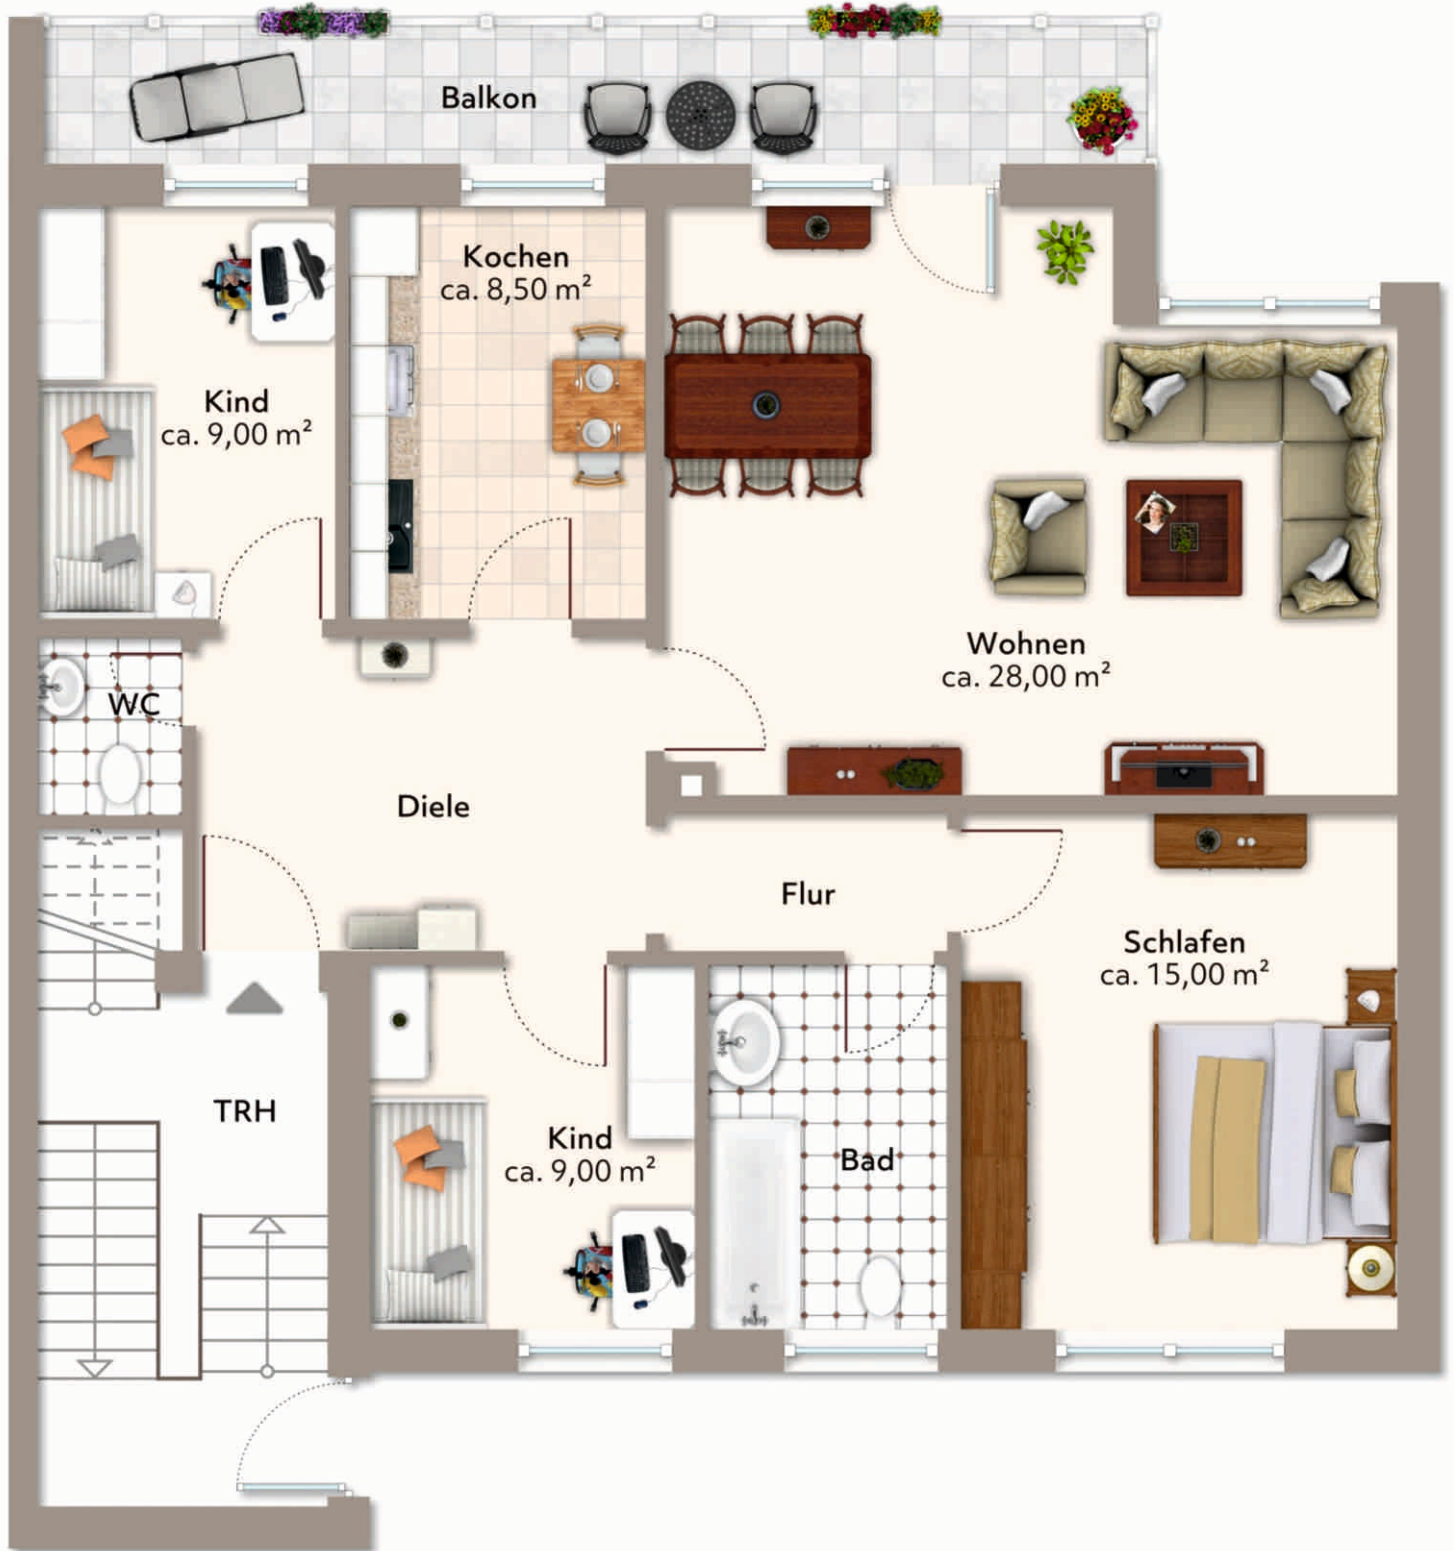 Balkon
Kochen
ca. 8,50 m²
Kind
ca. 9,00 m²
Wohnen
ca. 28,00 m²
WC
Diele
Flur
Schlafen
ca. 15,00 m²
TRH
Kind
ca. 9,00 m²
Bad